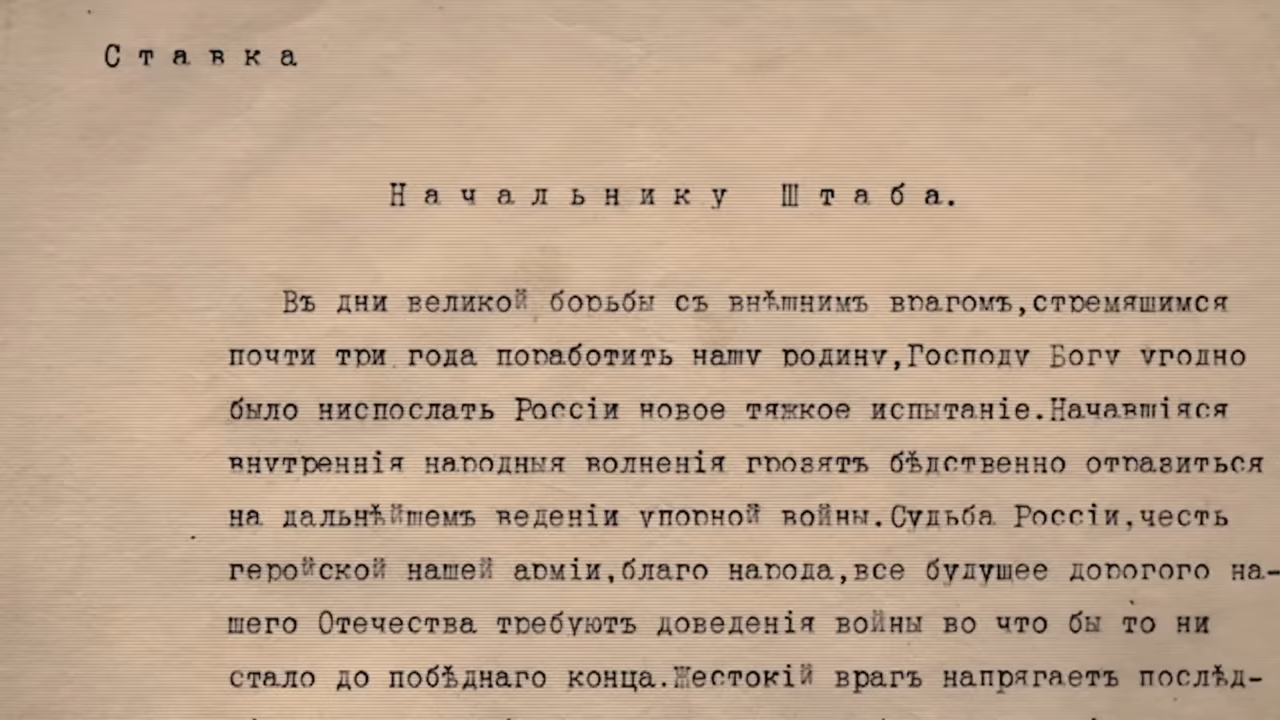 Ставка
Начальнику Штаба.
Въ дни великой борьбы съ внѣшнимъ врагомъ,стремящимся
почти три года поработить нашу родину,Господу Богу угодно
было ниспослать Россіи новое тяжкое испытаніе.Начавшіяся
внутреннія народныя волненія грозятъ бѣдственно отразиться
на дальнѣйшемъ веденіи упорной войны.Судьба Россіи,честь
геройской нашей арміи,благо народа,все будущее дорогого на-
шего Отечества требуютъ доведенія войны во что бы то ни
стало до побѣднаго конца.Жестокій врагъ напрягаетъ послѣд-